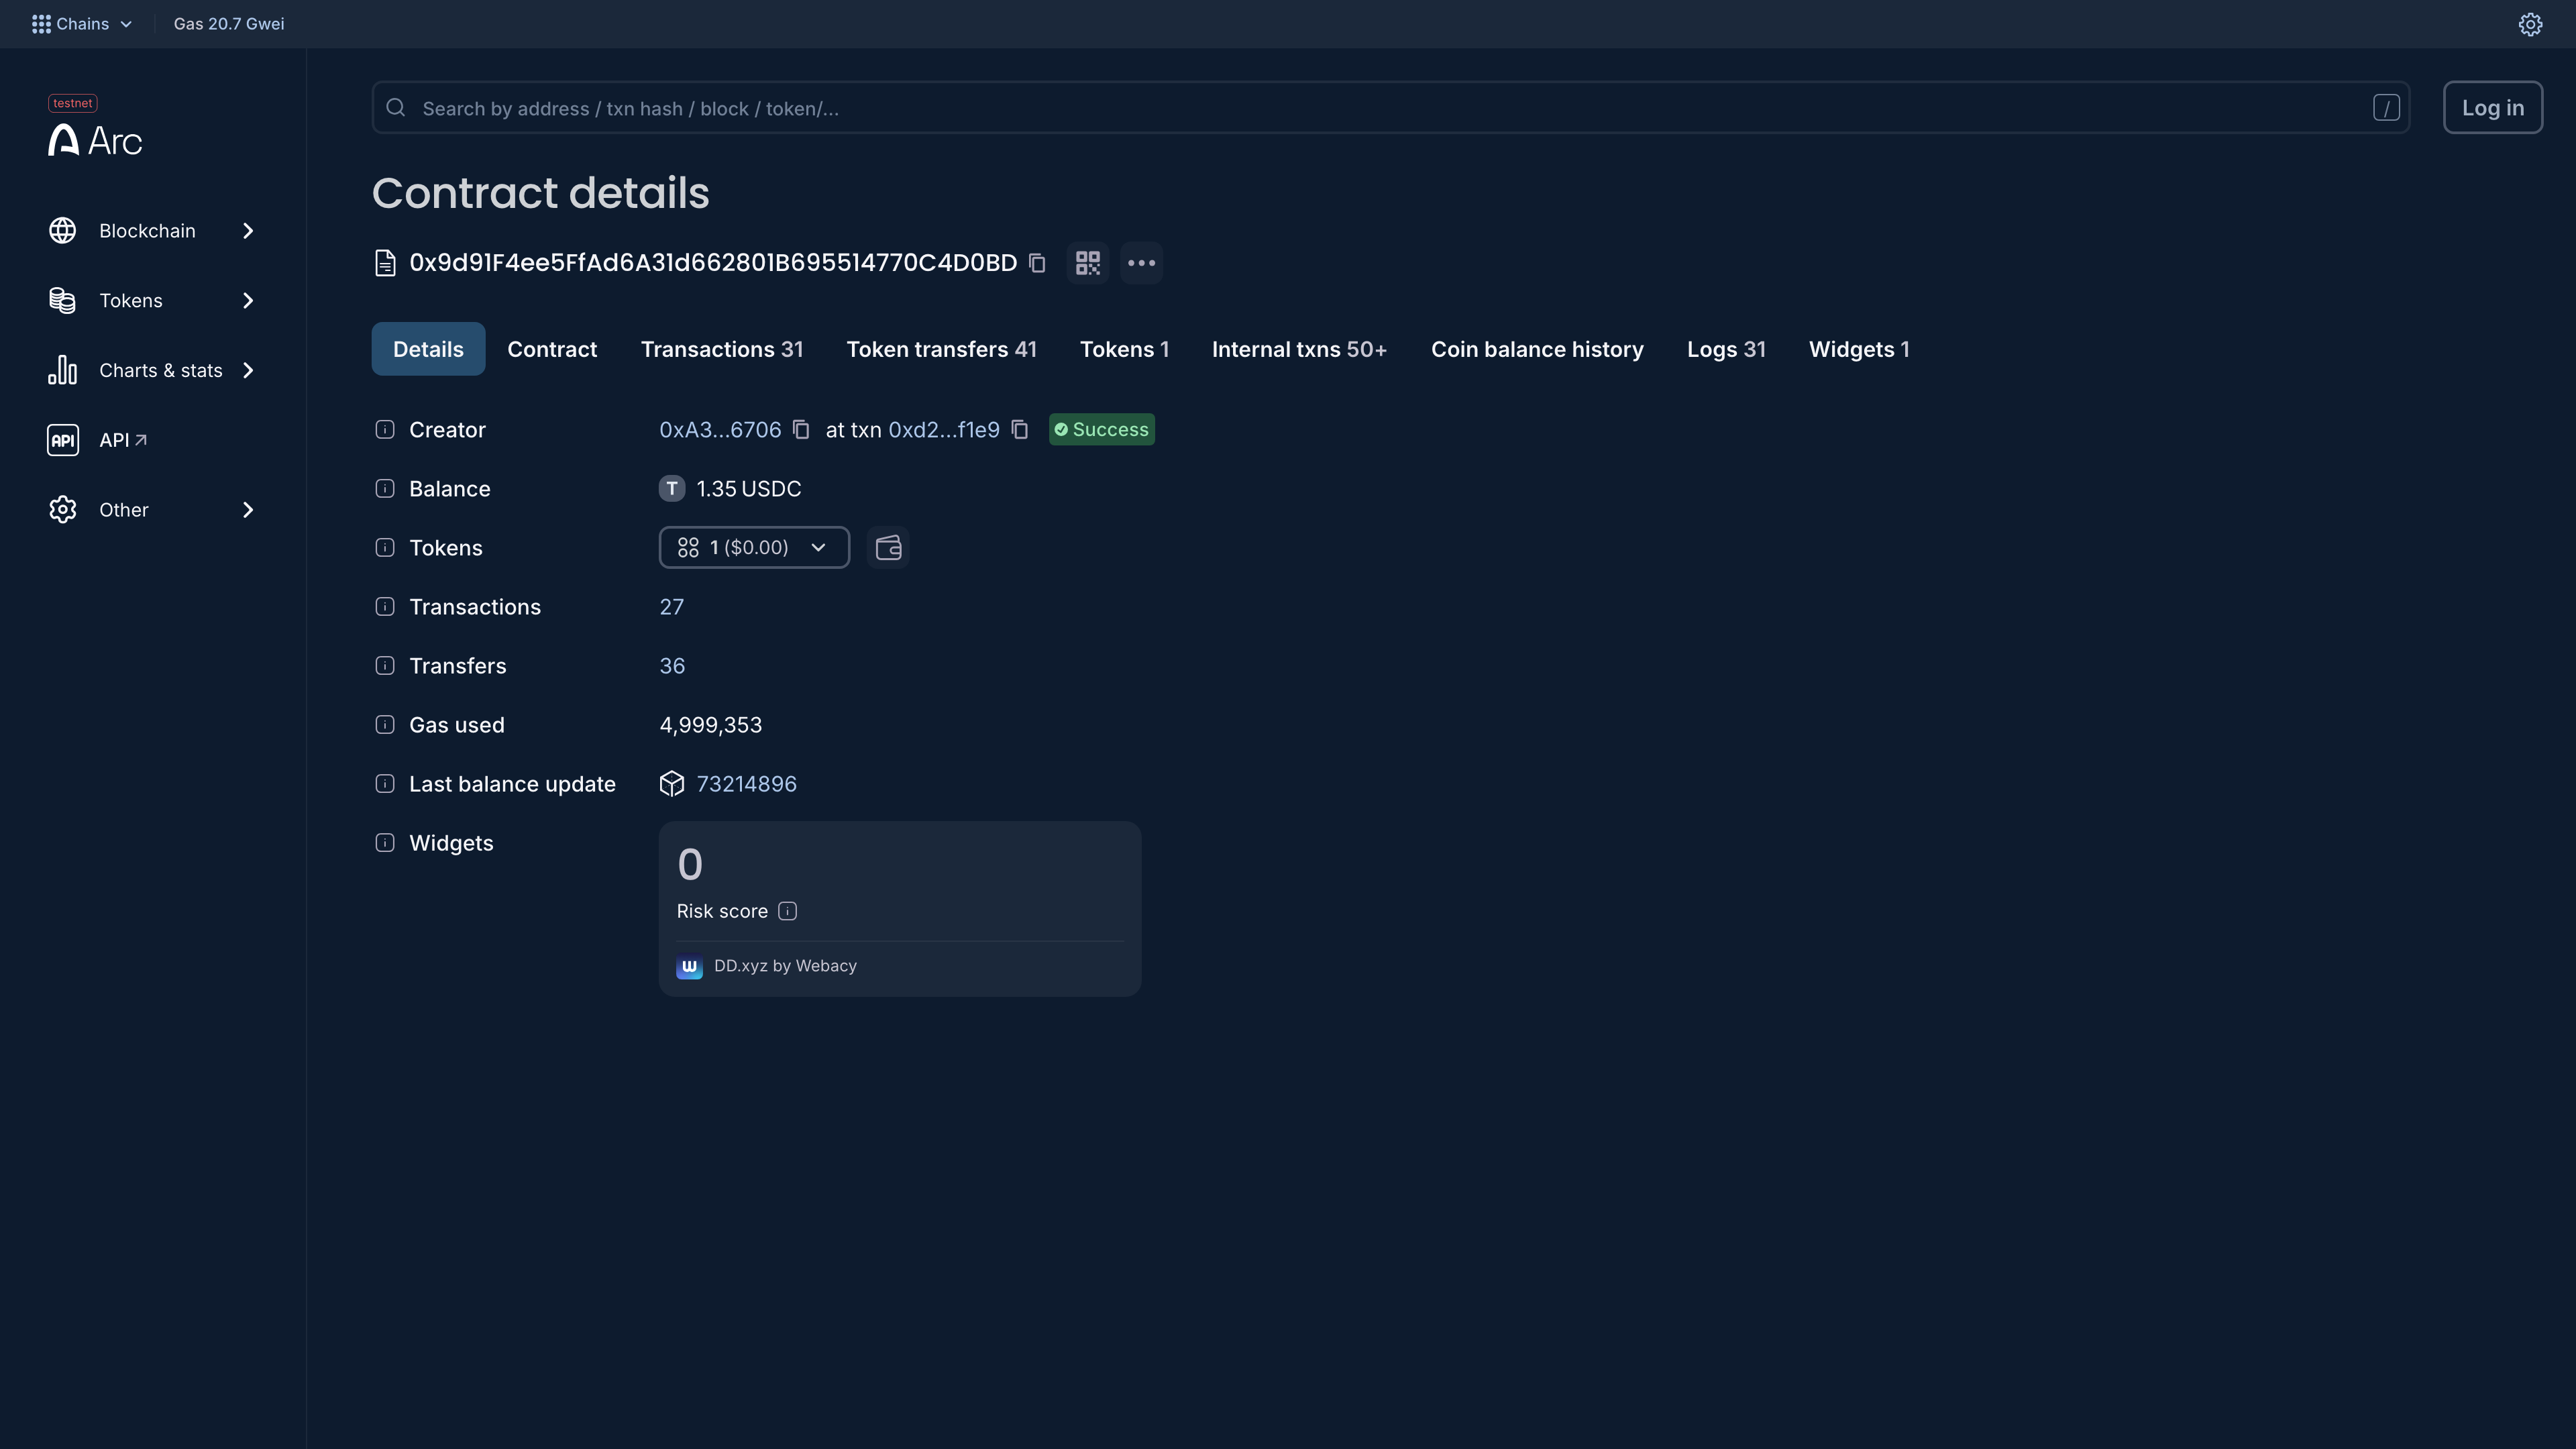 Chains
Gas 20.7 Gwei
testnet
Arc
Search by address / txn hash / block / token/...
/
Log in
Blockchain
Tokens
Charts & stats
API
API
Other
Contract details
0x9d91F4ee5FfAd6A31d662801B695514770C4D0BD
Details Contract Transactions 31 Token transfers 41 Tokens 1 Internal txns 50+ Coin balance history Logs 31 Widgets 1
Creator 0xA3...6706 at txn 0xd2...f1e9 Success
Balance T 1.35 USDC
Tokens 1 ($0.00)
Transactions 27
Transfers 36
Gas used 4,999,353
Last balance update 73214896
Widgets
0
Risk score
W DD.xyz by Webacy